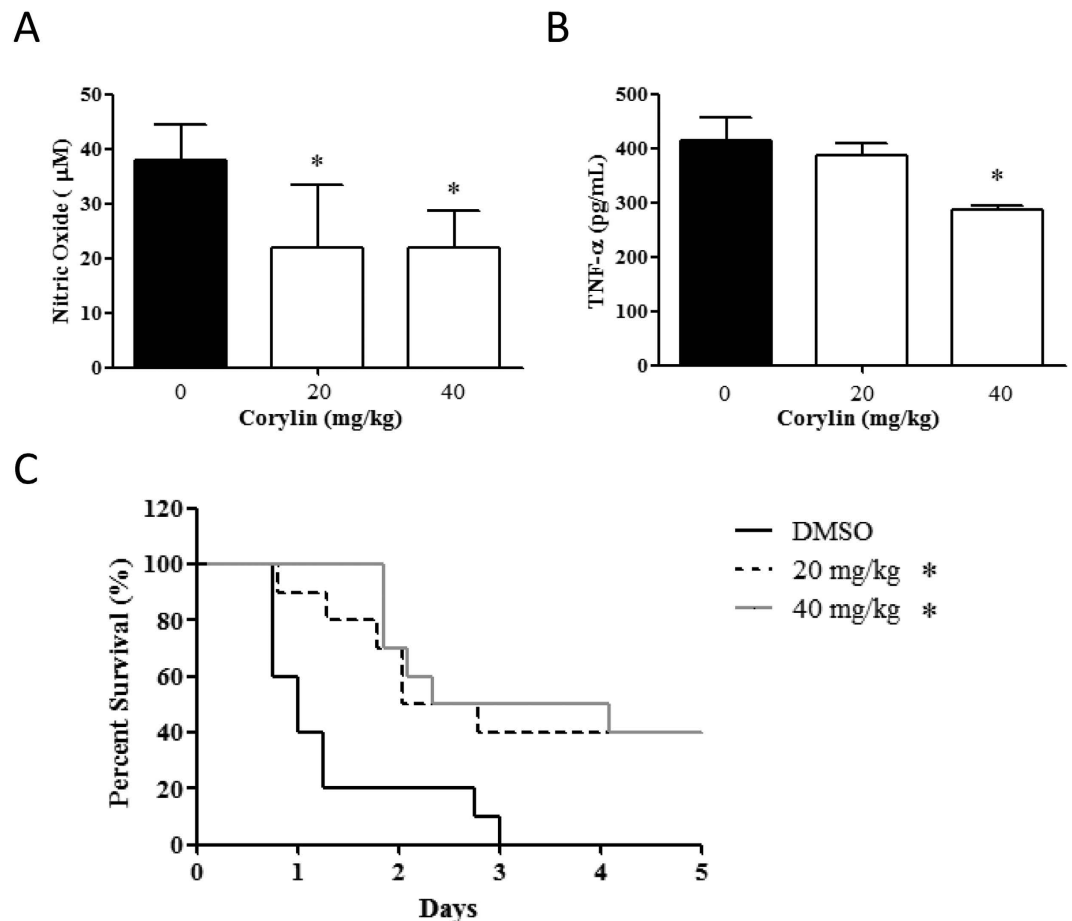 A
B
50
40
30
20
10
0
Nitric Oxide ( μM)
*
*
0 20 40
Corylin (mg/kg)
500
400
300
200
100
0
TNF-α (pg/mL)
*
0 20 40
Corylin (mg/kg)
C
120
100
80
60
40
20
0
Percent Survival (%)
0 1 2 3 4 5
Days
DMSO
20 mg/kg *
40 mg/kg *